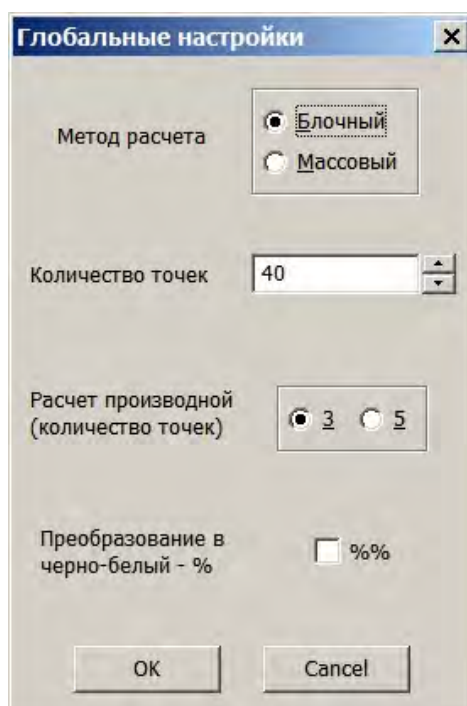 Глобальные настройки
Метод расчета
Блочный
Массовый
Количество точек
40
Расчет производной
(количество точек)
3
5
Преобразование в
черно-белый - %
%%
OK
Cancel